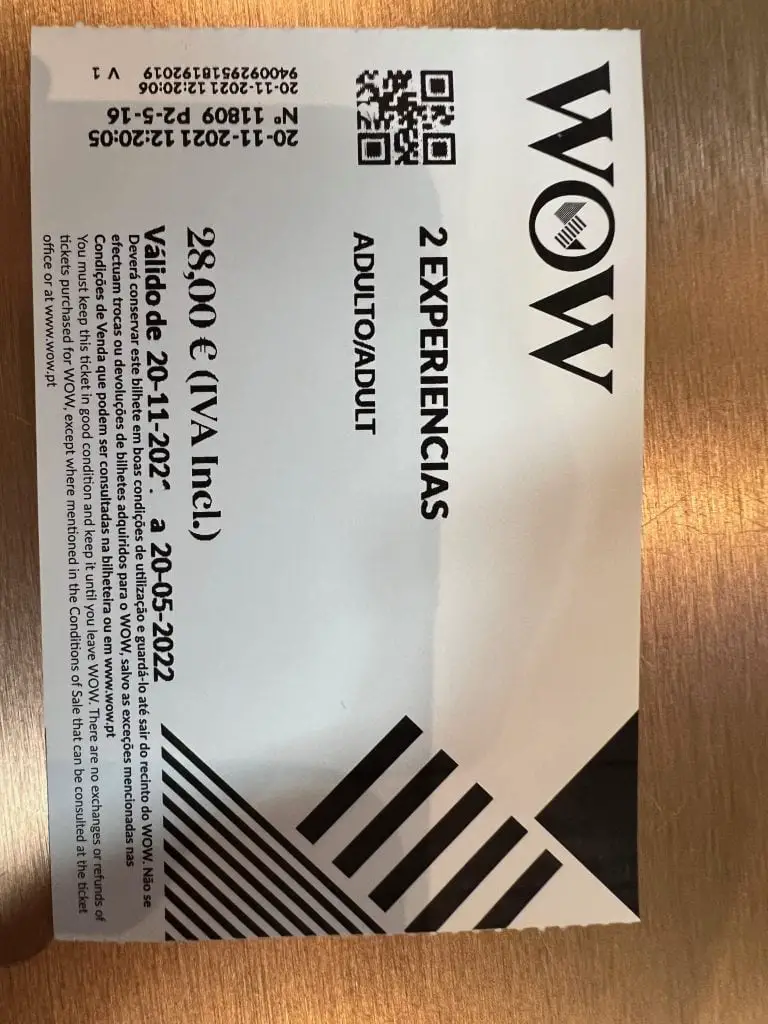 WOW
2 EXPERIENCIAS
ADULTO/ADULT
28,00 € (IVA Incl.)
Válido de 20-11-202 a 20-05-2022
Deverá conservar este bilhete em boas condições de utilização e guardá-lo até sair do recinto do WOW. Não se
efectuam trocas ou devoluções de bilhetes adquiridos para o WOW, salvo as exceções mencionadas nas
Condições de Venda que podem ser consultadas na bilheteira ou em www.wow.pt
You must keep this ticket in good condition and keep it until you leave WOW. There are no exchanges or refunds of
tickets purchased for WOW, except where mentioned in the Conditions of Sale that can be consulted at the ticket
office or at www.wow.pt
20-11-2021 12:20:05
Nº 11809 P2-5-16
20-11-2021 12:20:06
9400929518192019 V 1